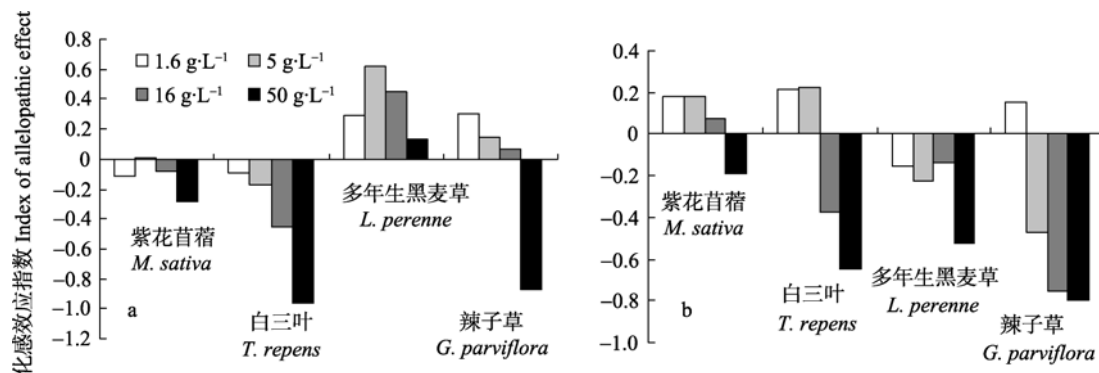 化感效应指数 Index of allelopathic effect
0.8
0.6
0.4
0.2
0
−0.2
−0.4
−0.6
−0.8
−1.0
−1.2
1.6 g·L⁻¹ 5 g·L⁻¹
16 g·L⁻¹ 50 g·L⁻¹
多年生黑麦草
L. perenne
紫花苜蓿
M. sativa
a
白三叶
T. repens
辣子草
G. parviflora
0.4
0.2
0
−0.2
−0.4
−0.6
−0.8
−1.0
紫花苜蓿
M. sativa
多年生黑麦草
L. perenne
白三叶
T. repens
b
辣子草
G. parviflora